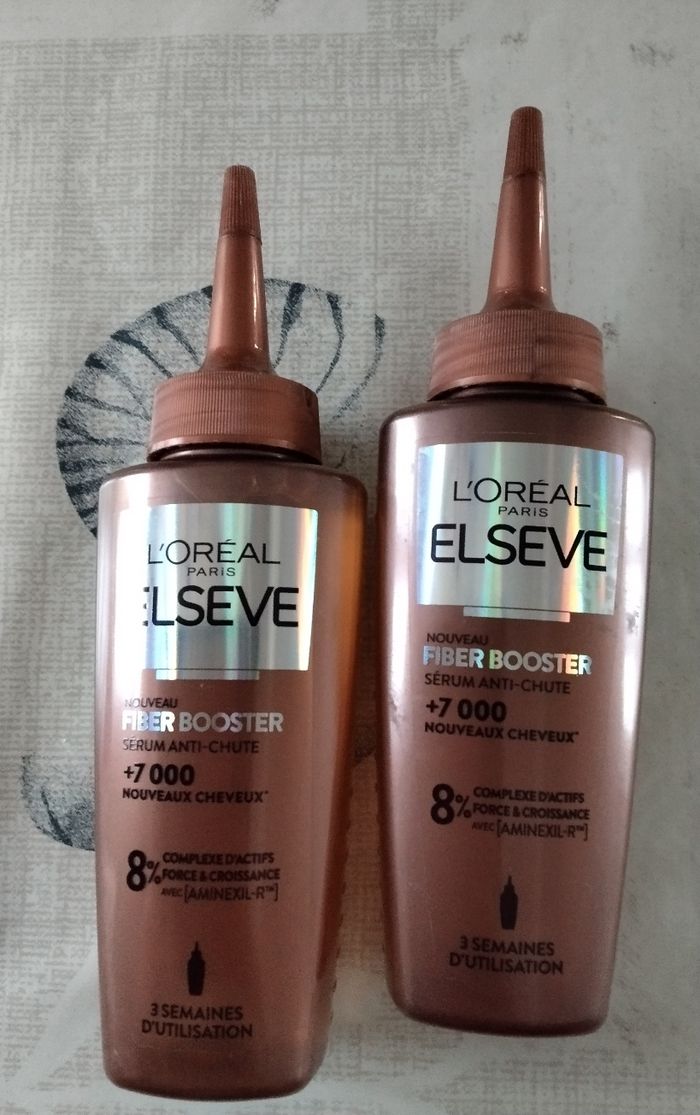 L'ORÉAL
PARIS
ELSEVE
NOUVEAU
FIBER BOOSTER
SÉRUM ANTI-CHUTE
+7 000
NOUVEAUX CHEVEUX*
8% COMPLEXE D'ACTIFS
FORCE & CROISSANCE
AVEC [AMINEXIL-R™]
3 SEMAINES
D'UTILISATION
L'ORÉAL
PARIS
ELSEVE
NOUVEAU
FIBER BOOSTER
SÉRUM ANTI-CHUTE
+7 000
NOUVEAUX CHEVEUX*
8% COMPLEXE D'ACTIFS
FORCE & CROISSANCE
AVEC [AMINEXIL-R™]
3 SEMAINES
D'UTILISATION